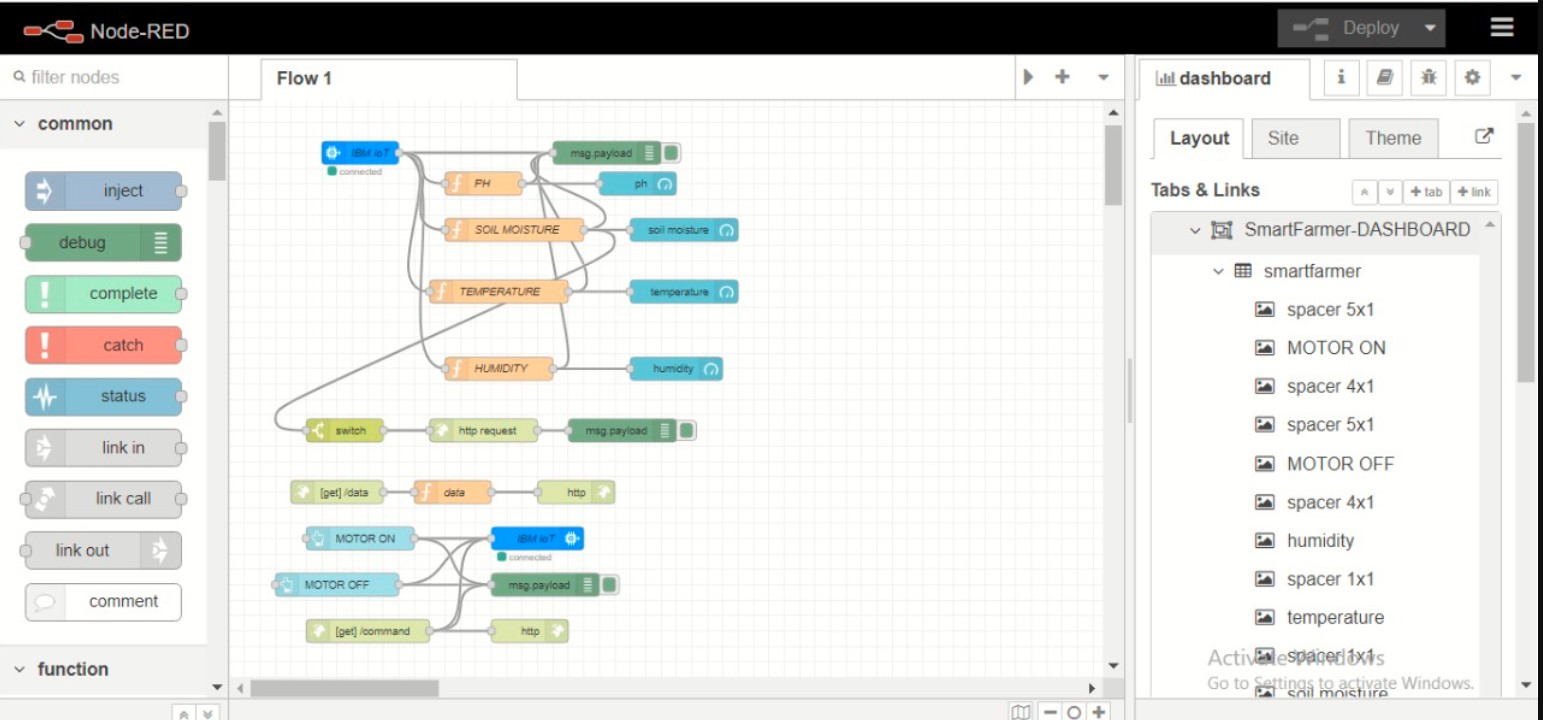 Node-RED
Deploy
filter nodes
Flow 1
dashboard
i
common
Layout
Site
Theme
IBM IoT
connected
msg.payload
inject
PH
ph
Tabs & Links
tab
link
SOIL MOISTURE
soil moisture
SmartFarmer-DASHBOARD
debug
smartfarmer
complete
TEMPERATURE
temperature
spacer 5x1
catch
MOTOR ON
HUMIDITY
humidity
spacer 4x1
status
switch
http request
msg.payload
spacer 5x1
link in
MOTOR OFF
[get] /data
data
http
link call
spacer 4x1
MOTOR ON
IBM IoT
connected
humidity
link out
MOTOR OFF
msg.payload
spacer 1x1
comment
[get] /command
http
temperature
spacer 1x1
Activate Windows
function
Go to Settings to activate Windows.
soil moisture